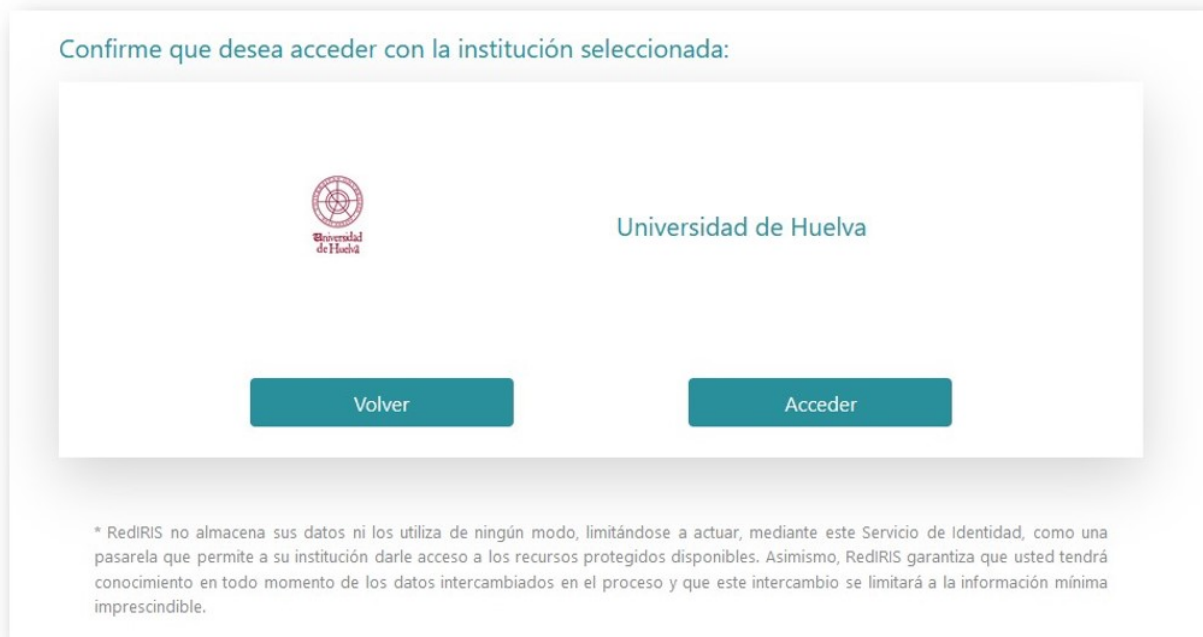 Confirme que desea acceder con la institución seleccionada:
Universidad
de Huelva
Universidad de Huelva
Volver
Acceder
* RedIRIS no almacena sus datos ni los utiliza de ningún modo, limitándose a actuar, mediante este Servicio de Identidad, como una
pasarela que permite a su institución darle acceso a los recursos protegidos disponibles. Asimismo, RedIRIS garantiza que usted tendrá
conocimiento en todo momento de los datos intercambiados en el proceso y que este intercambio se limitará a la información mínima
imprescindible.